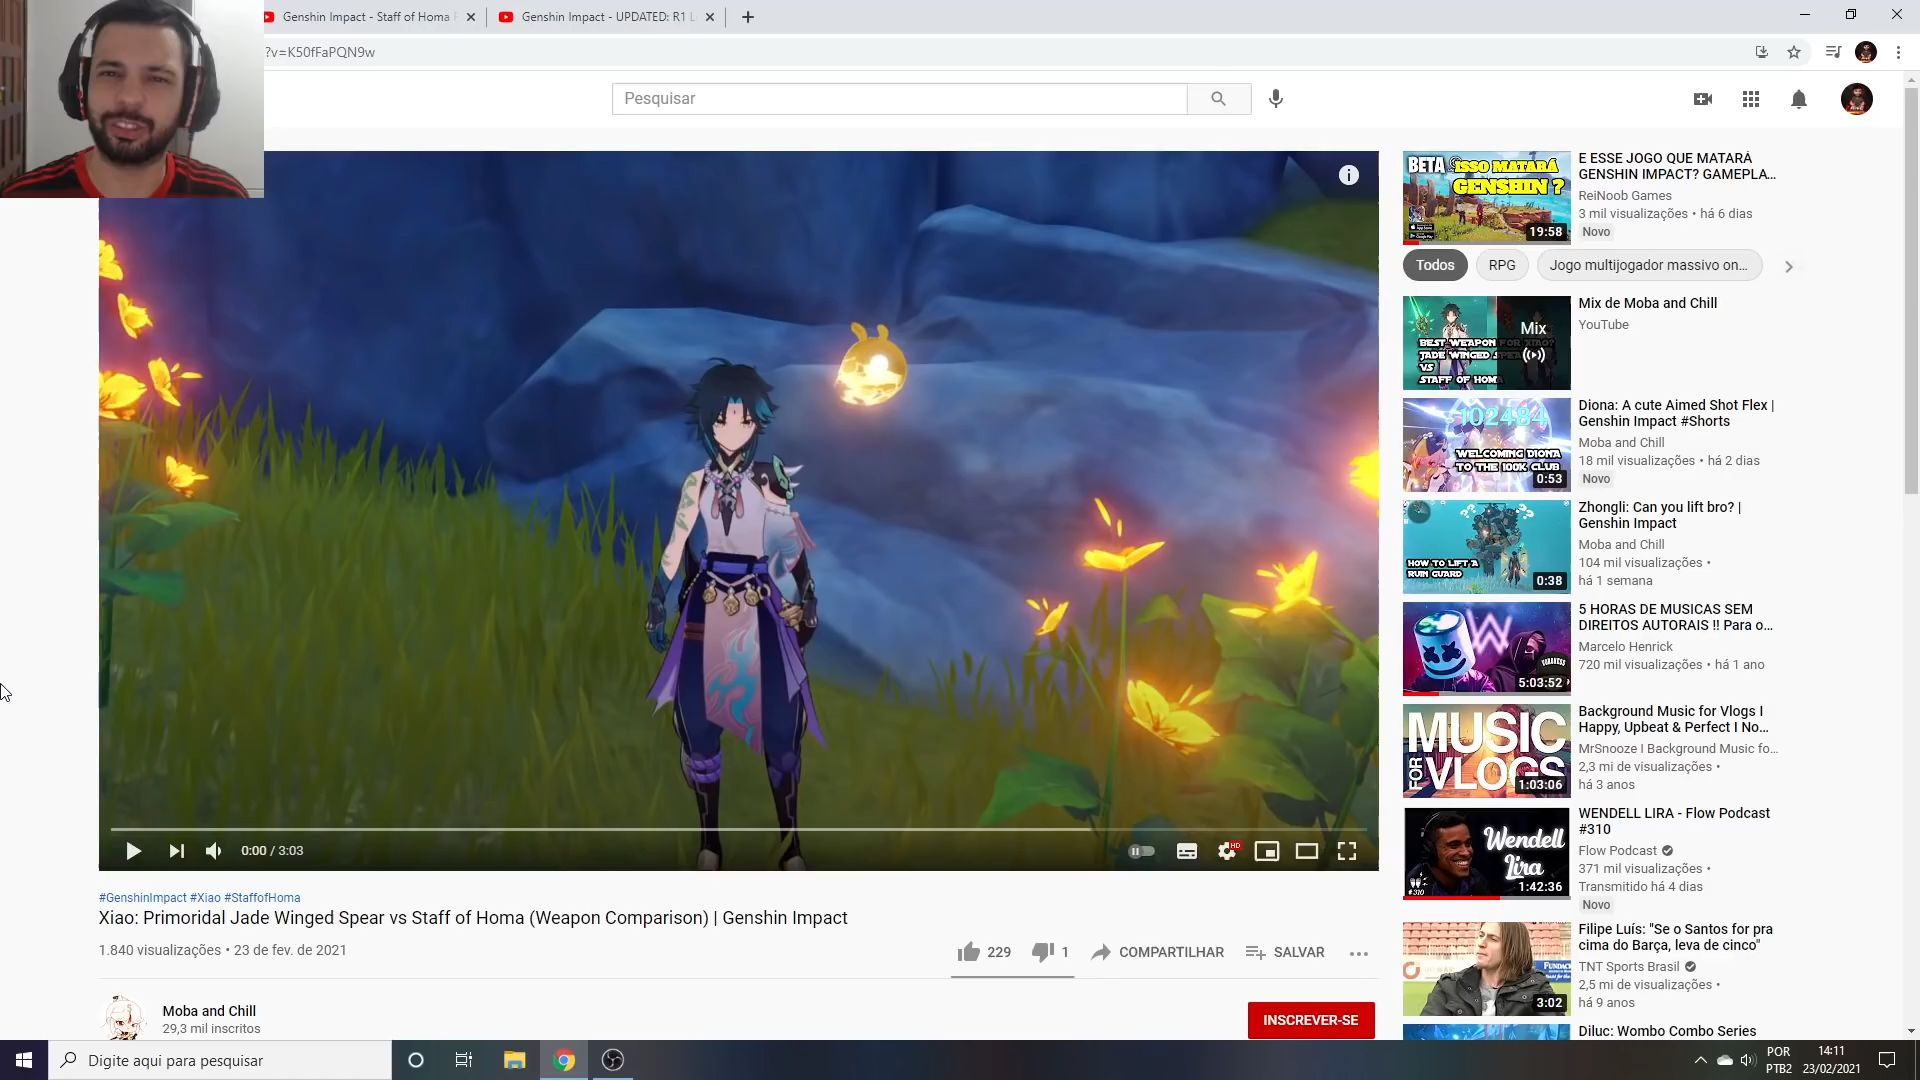 Genshin Impact - Staff of Homa
Genshin Impact - UPDATED: R1
?v=K50fFaPQN9w
Pesquisar
#GenshinImpact #Xiao #StaffofHoma
Xiao: Primoridal Jade Winged Spear vs Staff of Homa (Weapon Comparison) | Genshin Impact
1.840 visualizações • 23 de fev. de 2021
229
1
COMPARTILHAR
SALVAR
Moba and Chill
29,3 mil inscritos
INSCREVER-SE
0:00 / 3:03
HD
BETA ISSO MATARÁ
GENSHIN ?
19:58
E ESSE JOGO QUE MATARÁ
GENSHIN IMPACT? GAMEPLA...
ReiNoob Games
3 mil visualizações • há 6 dias
Novo
Todos
RPG
Jogo multijogador massivo on...
BEST WEAPON FOR XIAO?
JADE WINGED
VS
STAFF OF HOMA
Mix
Mix de Moba and Chill
YouTube
102484
WELCOMING DIONA
TO THE 100K CLUB
0:53
Diona: A cute Aimed Shot Flex |
Genshin Impact #Shorts
Moba and Chill
18 mil visualizações • há 2 dias
Novo
HOW TO LIFT A
RUIN GUARD
0:38
Zhongli: Can you lift bro? |
Genshin Impact
Moba and Chill
104 mil visualizações •
há 1 semana
5:03:52
5 HORAS DE MUSICAS SEM
DIREITOS AUTORAIS !! Para o...
Marcelo Henrick
720 mil visualizações • há 1 ano
MUSIC
FOR VLOGS
1:03:06
Background Music for Vlogs I
Happy, Upbeat & Perfect I No...
MrSnooze I Background Music fo...
2,3 mi de visualizações •
há 3 anos
Wendell
Lira
#310
1:42:36
WENDELL LIRA - Flow Podcast
#310
Flow Podcast
371 mil visualizações •
Transmitido há 4 dias
Novo
3:02
Filipe Luís: "Se o Santos for pra
cima do Barça, leva de cinco"
TNT Sports Brasil
2,5 mi de visualizações •
há 9 anos
Diluc: Wombo Combo Series
Digite aqui para pesquisar
POR
PTB2
14:11
23/02/2021